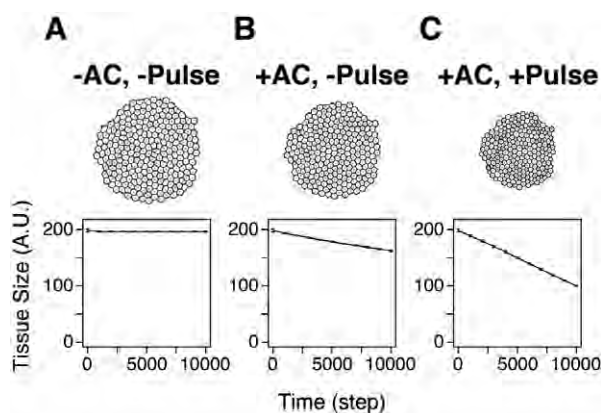 A B C
-AC, -Pulse +AC, -Pulse +AC, +Pulse
Tissue Size (A.U.)
200 200 200
100 100 100
0 0 0
0 5000 10000 0 5000 10000 0 5000 10000
Time (step)